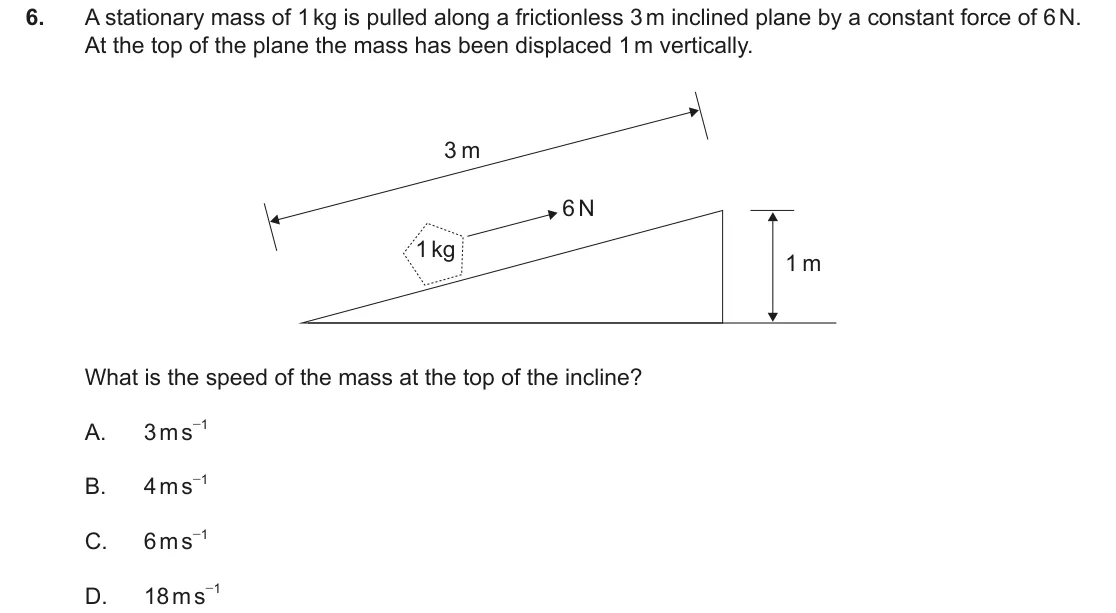 6. A stationary mass of 1 kg is pulled along a frictionless 3 m inclined plane by a constant force of 6 N.
At the top of the plane the mass has been displaced 1 m vertically.
3 m
6 N
1 kg
1 m
What is the speed of the mass at the top of the incline?
A. 3 m s⁻¹
B. 4 m s⁻¹
C. 6 m s⁻¹
D. 18 m s⁻¹